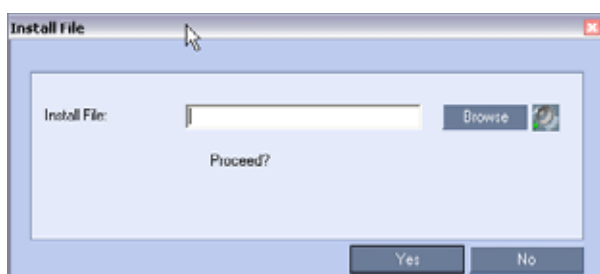 Install File
Install File:
Browse
Proceed?
Yes
No